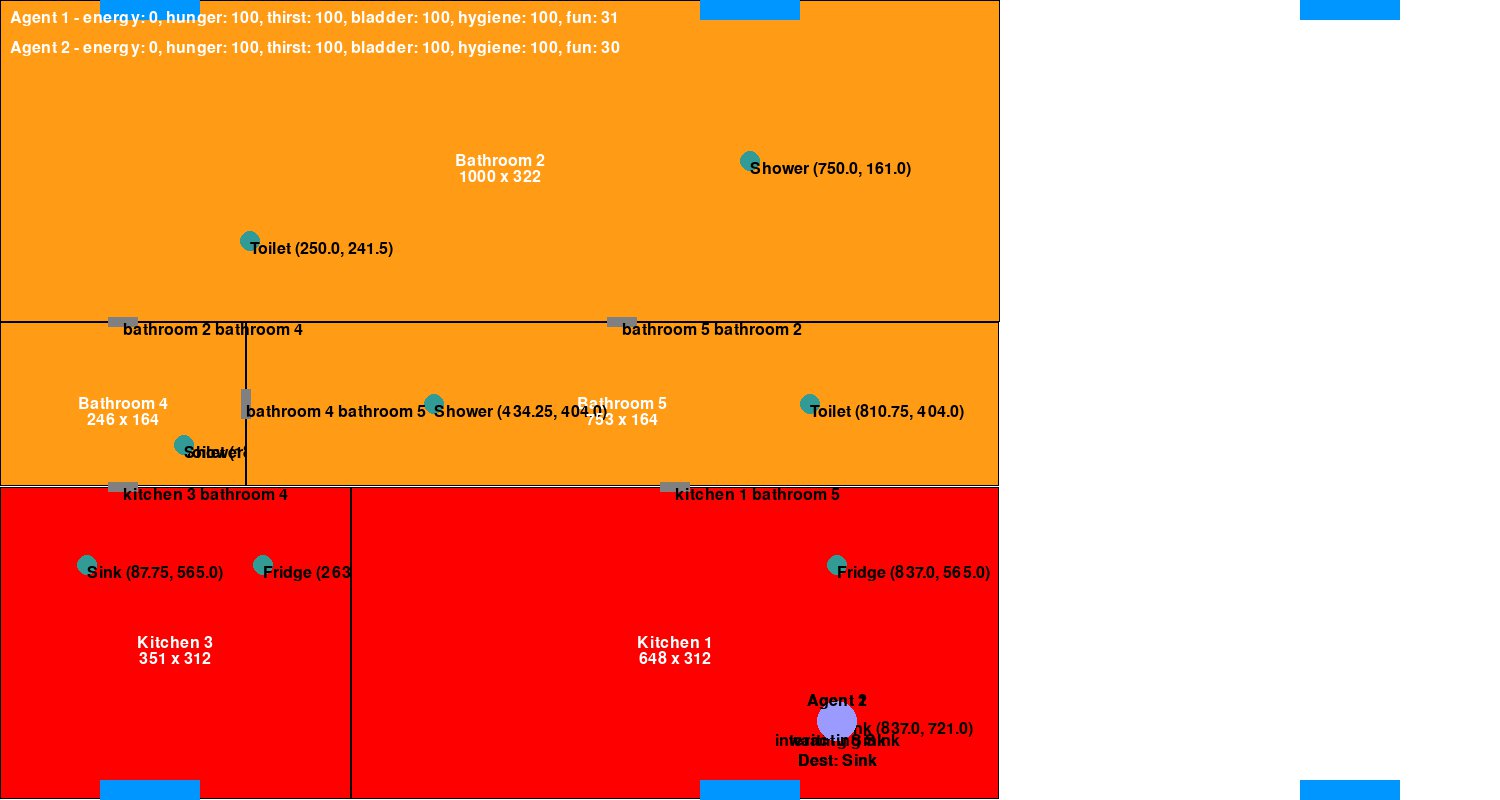 Agent 1 - energy: 0, hunger: 100, thirst: 100, bladder: 100, hygiene: 100, fun: 31
Agent 2 - energy: 0, hunger: 100, thirst: 100, bladder: 100, hygiene: 100, fun: 30
Bathroom 2
1000 x 322
Shower (750.0, 161.0)
Toilet (250.0, 241.5)
bathroom 2 bathroom 4
bathroom 5 bathroom 2
Bathroom 4
246 x 164
bathroom 4 bathroom 5
Shower (434.25, 404.0)
Bathroom 5
753 x 164
Toilet (810.75, 404.0)
kitchen 3 bathroom 4
kitchen 1 bathroom 5
Sink (87.75, 565.0)
Fridge (263
Fridge (837.0, 565.0)
Kitchen 3
351 x 312
Kitchen 1
648 x 312
Agent
(837.0, 721.0)
Dest: Sink